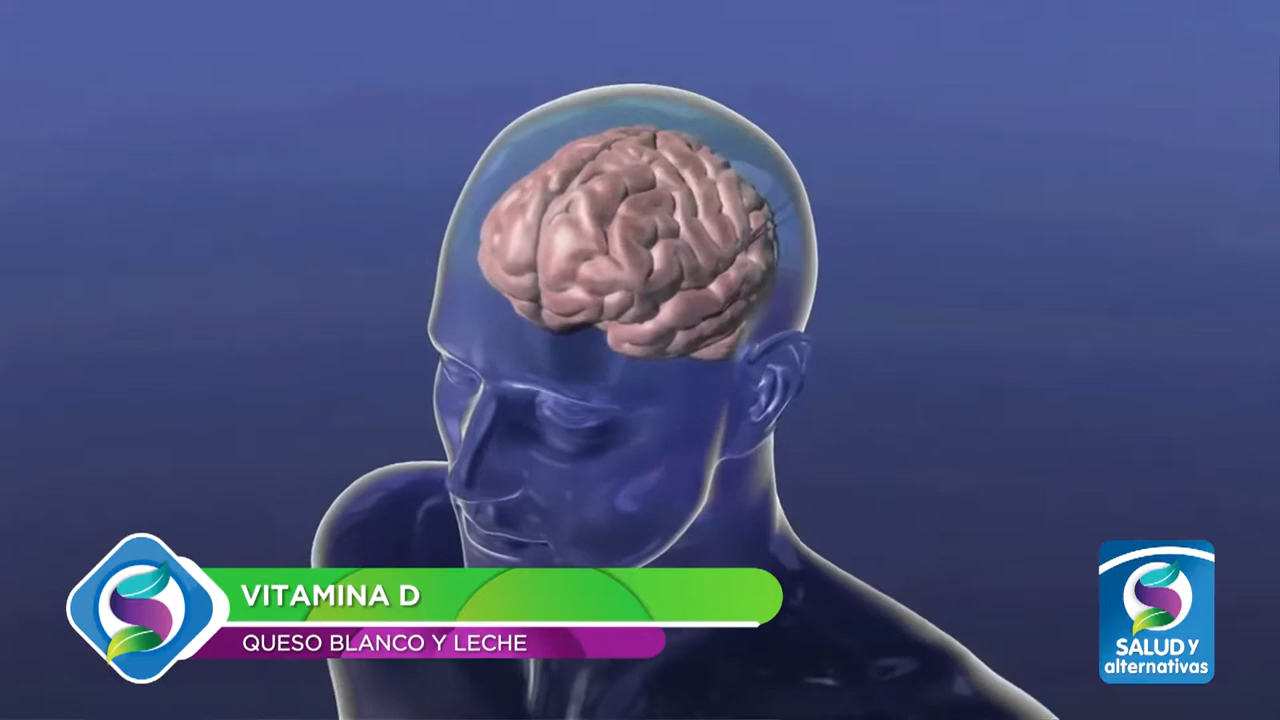 VITAMINA D
QUESO BLANCO Y LECHE
SALUD Y
alternativas